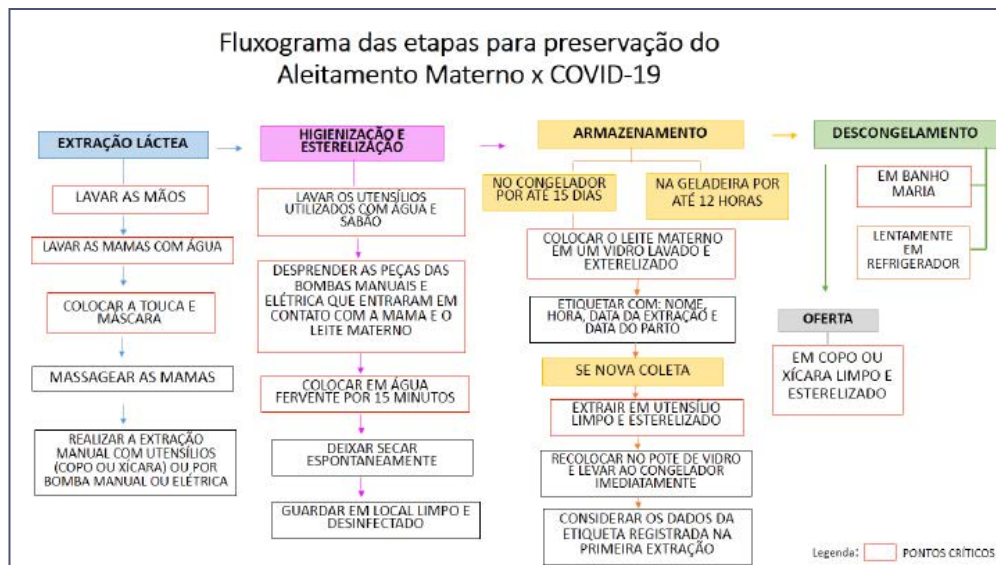 Fluxograma das etapas para preservação do
Aleitamento Materno x COVID-19
EXTRAÇÃO LÁCTEA
LAVAR AS MÃOS
LAVAR AS MAMAS COM ÁGUA
COLOCAR A TOUCA E
MÁSCARA
MASSAGEAR AS MAMAS
REALIZAR A EXTRAÇÃO
MANUAL COM UTENSÍLIOS
(COPO OU XÍCARA) OU POR
BOMBA MANUAL OU ELÉTRICA
HIGIENIZAÇÃO E
ESTERELIZAÇÃO
LAVAR OS UTENSÍLIOS
UTILIZADOS COM ÁGUA E
SABÃO
DESPRENDER AS PEÇAS DAS
BOMBAS MANUAIS E
ELÉTRICA QUE ENTRARAM EM
CONTATO COM A MAMA E O
LEITE MATERNO
COLOCAR EM ÁGUA
FERVENTE POR 15 MINUTOS
DEIXAR SECAR
ESPONTANEAMENTE
GUARDAR EM LOCAL LIMPO E
DESINFECTADO
ARMAZENAMENTO
NO CONGELADOR
POR ATÉ 15 DIAS
NA GELADEIRA POR
ATÉ 12 HORAS
COLOCAR O LEITE MATERNO
EM UM VIDRO LAVADO E
EXTERELIZADO
ETIQUETAR COM: NOME,
HORA, DATA DA EXTRAÇÃO E
DATA DO PARTO
SE NOVA COLETA
EXTRAIR EM UTENSÍLIO
LIMPO E ESTERELIZADO
RECOLOCAR NO POTE DE VIDRO
E LEVAR AO CONGELADOR
IMEDIATAMENTE
CONSIDERAR OS DADOS DA
ETIQUETA REGISTRADA NA
PRIMEIRA EXTRAÇÃO
DESCONGELAMENTO
EM BANHO
MARIA
LENTAMENTE EM
REFRIGERADOR
OFERTA
EM COPO OU
XÍCARA LIMPO E
ESTERELIZADO
Legenda: PONTOS CRÍTICOS